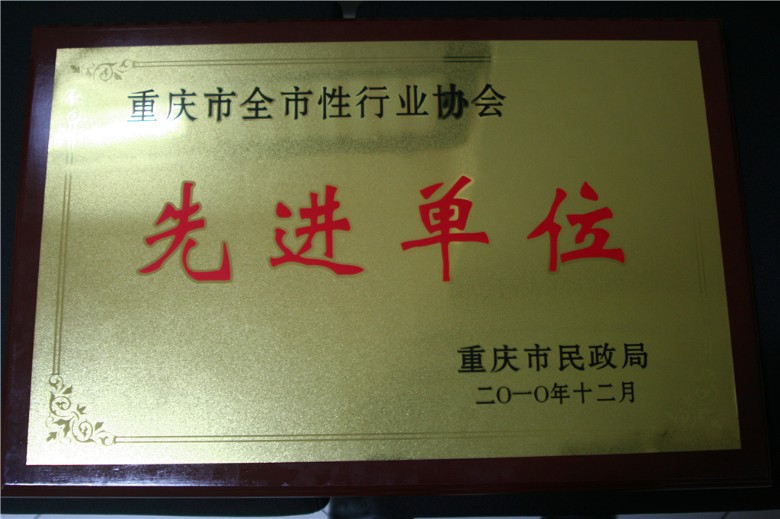 重庆市全市性行业协会
先进单位
重庆市民政局
二〇一〇年十二月